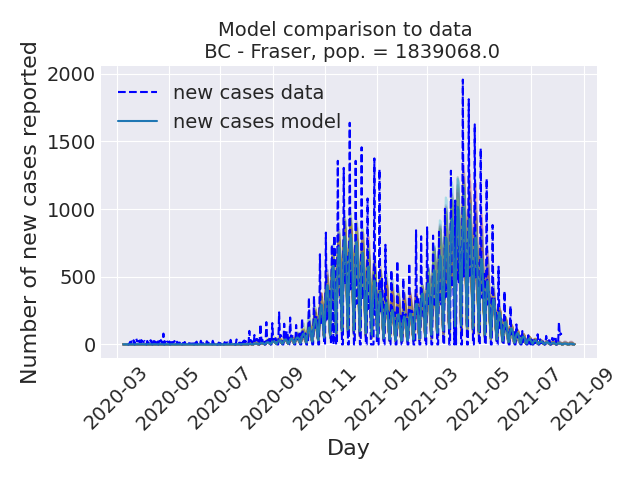 Model comparison to data
BC - Fraser, pop. = 1839068.0
Number of new cases reported
2000
1500
1000
500
0
new cases data
new cases model
2020-03
2020-05
2020-07
2020-09
2020-11
2021-01
2021-03
2021-05
2021-07
2021-09
Day